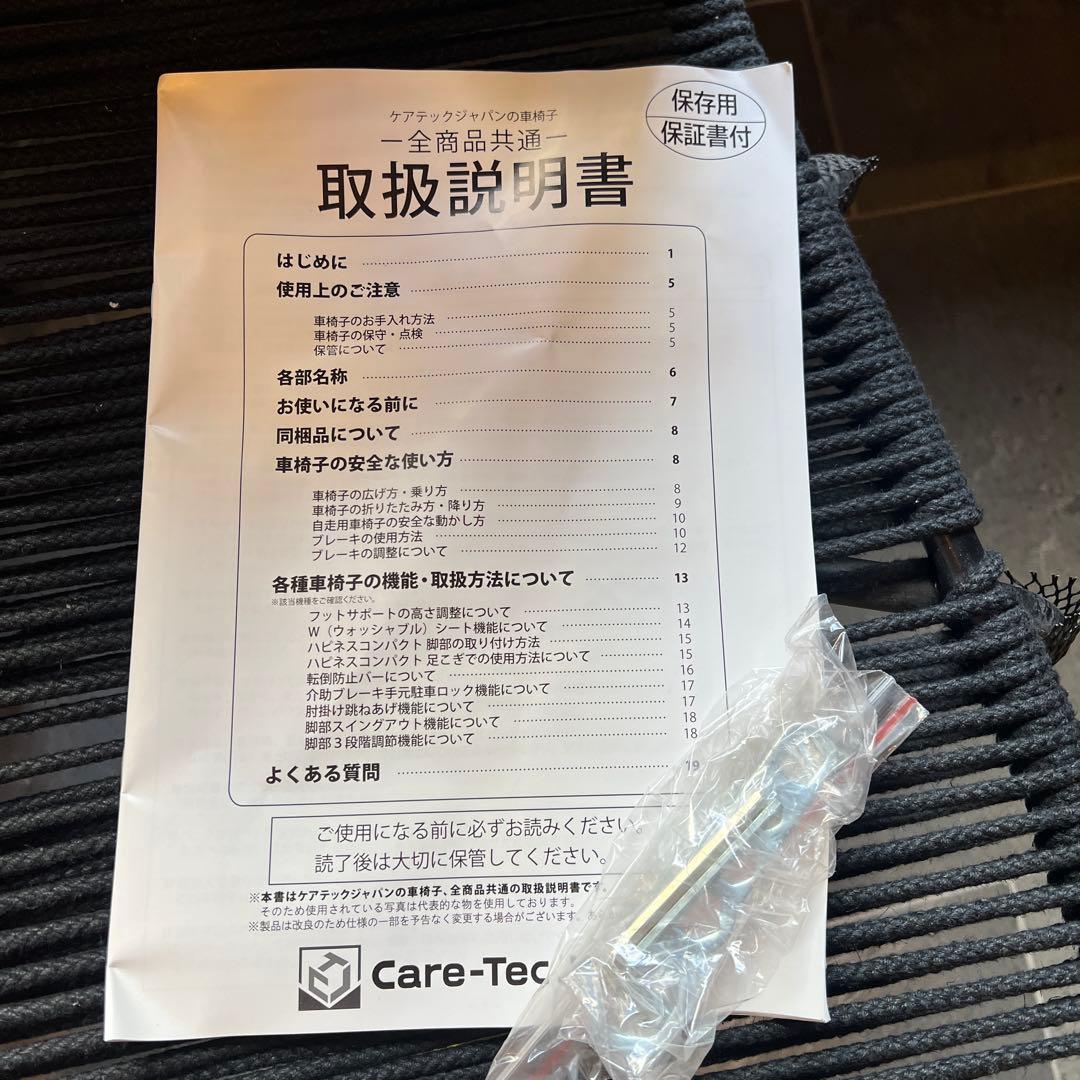 ケアテックジャパンの車椅子
保存用
保証書付
ー全商品共通ー
取扱説明書
はじめに 1
使用上のご注意 5
車椅子のお手入れ方法 5
車椅子の保守・点検 5
保管について 5
各部名称 6
お使いになる前に 7
同梱品について 8
車椅子の安全な使い方 8
車椅子の広げ方・乗り方 8
車椅子の折りたたみ方・降り方 9
自走用車椅子の安全な動かし方 10
ブレーキの使用方法 10
ブレーキの調整について 12
各種車椅子の機能・取扱方法について 13
※該当機種をご確認ください。
フットサポートの高さ調整について 13
W（ウォッシャブル）シート機能について 14
ハピネスコンパクト 脚部の取り付け方法 15
ハピネスコンパクト 足こぎでの使用方法について 15
転倒防止バーについて 16
介助ブレーキ手元駐車ロック機能について 17
肘掛け跳ねあげ機能について 17
脚部スイングアウト機能について 18
脚部３段階調節機能について 18
よくある質問 19
ご使用になる前に必ずお読みください。
読了後は大切に保管してください。
※本書はケアテックジャパンの車椅子、全商品共通の取扱説明書です。
そのため使用されている写真は代表的な物を使用しております。
※製品は改良のため仕様の一部を予告なく変更する場合がございます。
Care-Tec